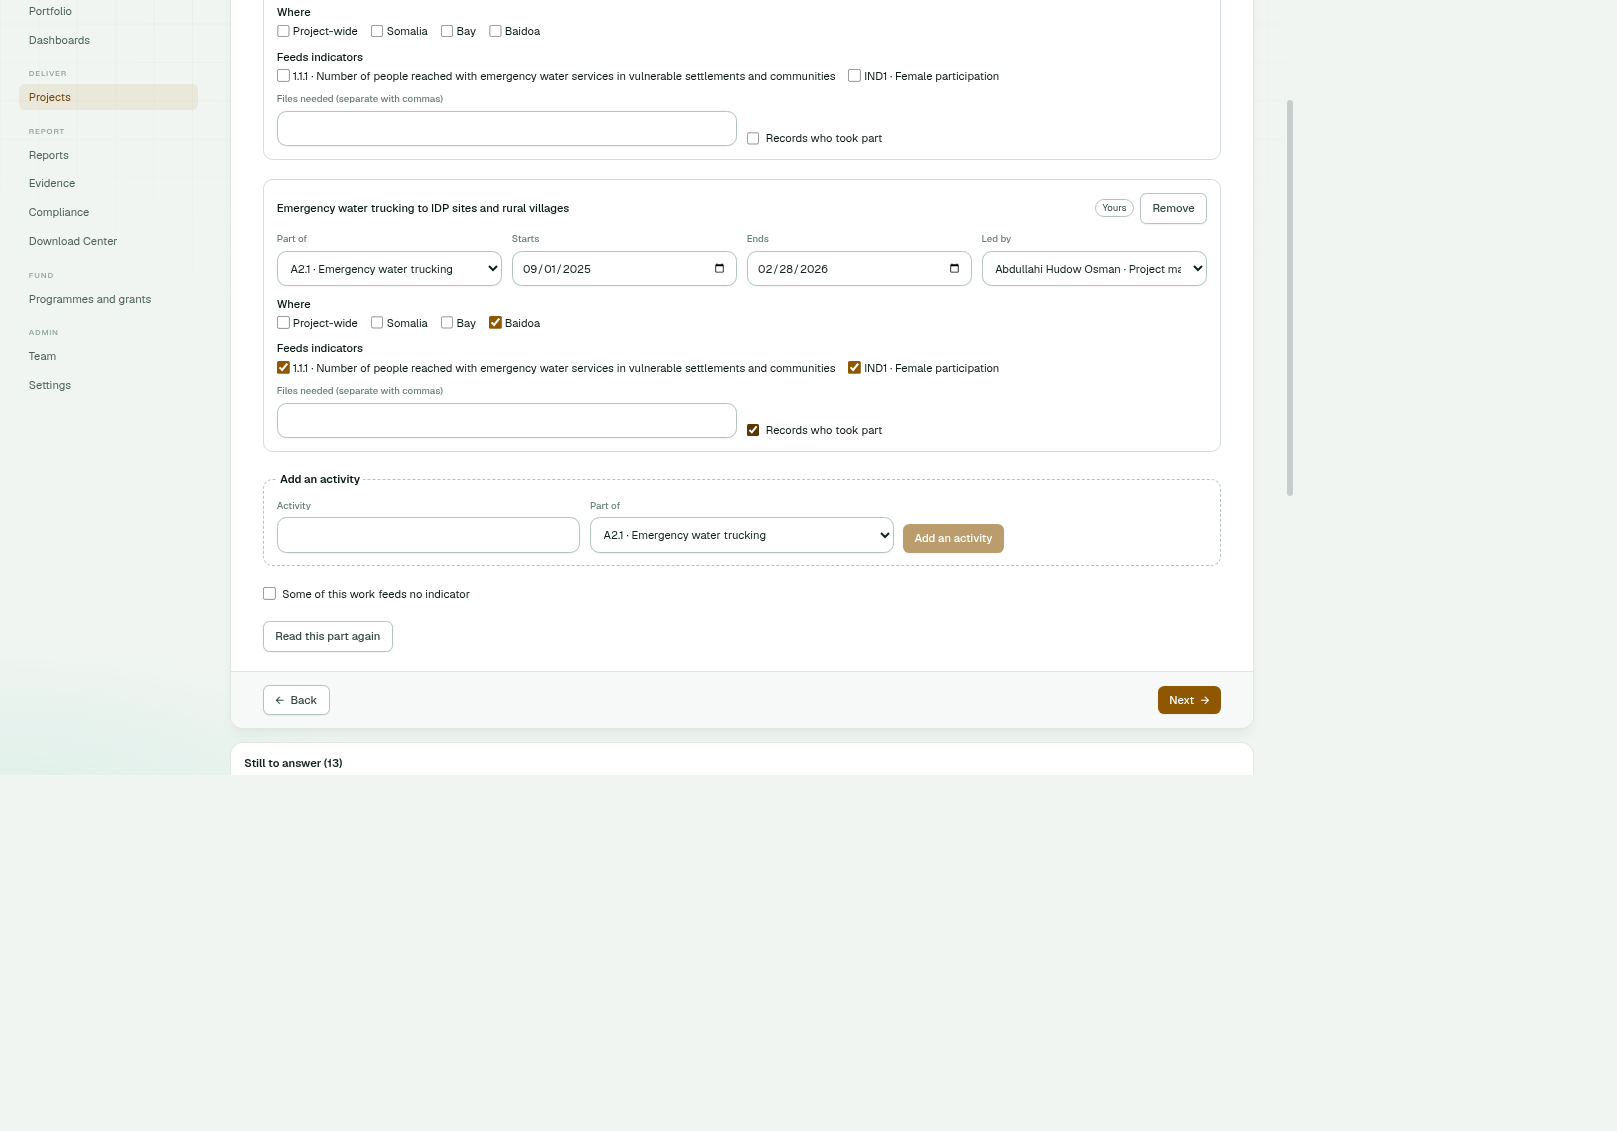 Portfolio
Dashboards
DELIVER
Projects
REPORT
Reports
Evidence
Compliance
Download Center
FUND
Programmes and grants
ADMIN
Team
Settings
Where
Project-wide Somalia Bay Baidoa
Feeds indicators
1.1.1 · Number of people reached with emergency water services in vulnerable settlements and communities IND1 · Female participation
Files needed (separate with commas)
Records who took part
Emergency water trucking to IDP sites and rural villages Yours Remove
Part of Starts Ends Led by
A2.1 · Emergency water trucking 09/01/2025 02/28/2026 Abdullahi Hudow Osman · Project ma
Where
Project-wide Somalia Bay Baidoa
Feeds indicators
1.1.1 · Number of people reached with emergency water services in vulnerable settlements and communities IND1 · Female participation
Files needed (separate with commas)
Records who took part
Add an activity
Activity Part of
A2.1 · Emergency water trucking Add an activity
Some of this work feeds no indicator
Read this part again
← Back Next →
Still to answer (13)